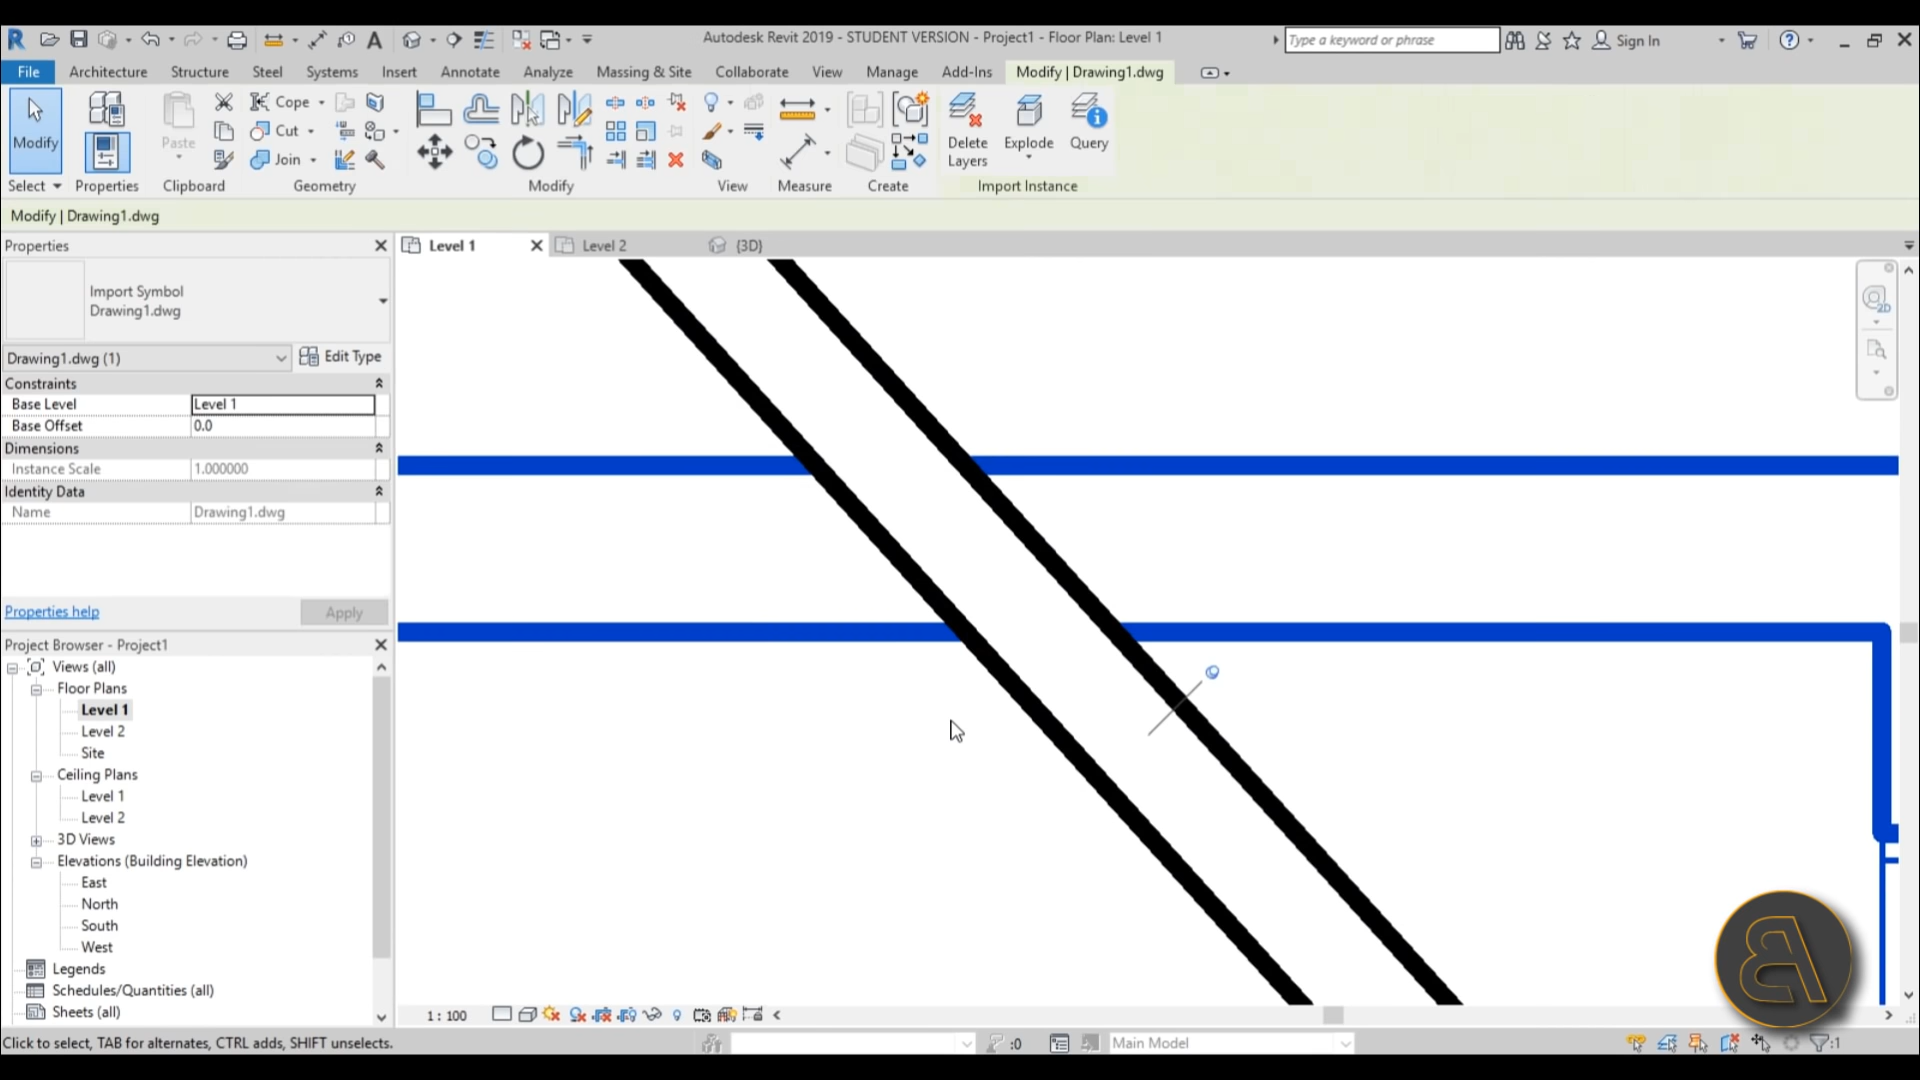 Autodesk Revit 2019 - STUDENT VERSION - Project1 - Floor Plan: Level 1
Type a keyword or phrase
Sign In
File Architecture Structure Steel Systems Insert Annotate Analyze Massing & Site Collaborate View Manage Add-Ins Modify | Drawing1.dwg
Modify
Paste
Cope
Cut
Join
Delete
Layers
Explode
Query
Select Properties Clipboard Geometry Modify View Measure Create Import Instance
Modify | Drawing1.dwg
Properties
Level 1
Level 2
{3D}
2D
Import Symbol
Drawing1.dwg
Drawing1.dwg (1)
Edit Type
Constraints
Base Level Level 1
Base Offset 0.0
Dimensions
Instance Scale 1.000000
Identity Data
Name Drawing1.dwg
Properties help
Apply
Project Browser - Project1
Views (all)
Floor Plans
Level 1
Level 2
Site
Ceiling Plans
Level 1
Level 2
3D Views
Elevations (Building Elevation)
East
North
South
West
Legends
Schedules/Quantities (all)
Sheets (all)
1 : 100
Click to select, TAB for alternates, CTRL adds, SHIFT unselects.
:0
Main Model
:1